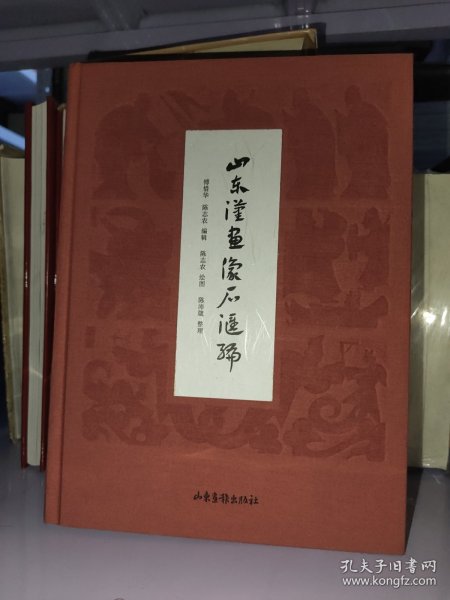 山东汉画像石汇编
傅惜华 陈志农 编辑 陈志农 绘图 陈沛箴 整理
山东画报出版社
孔夫子旧书网
www.kongfz.com